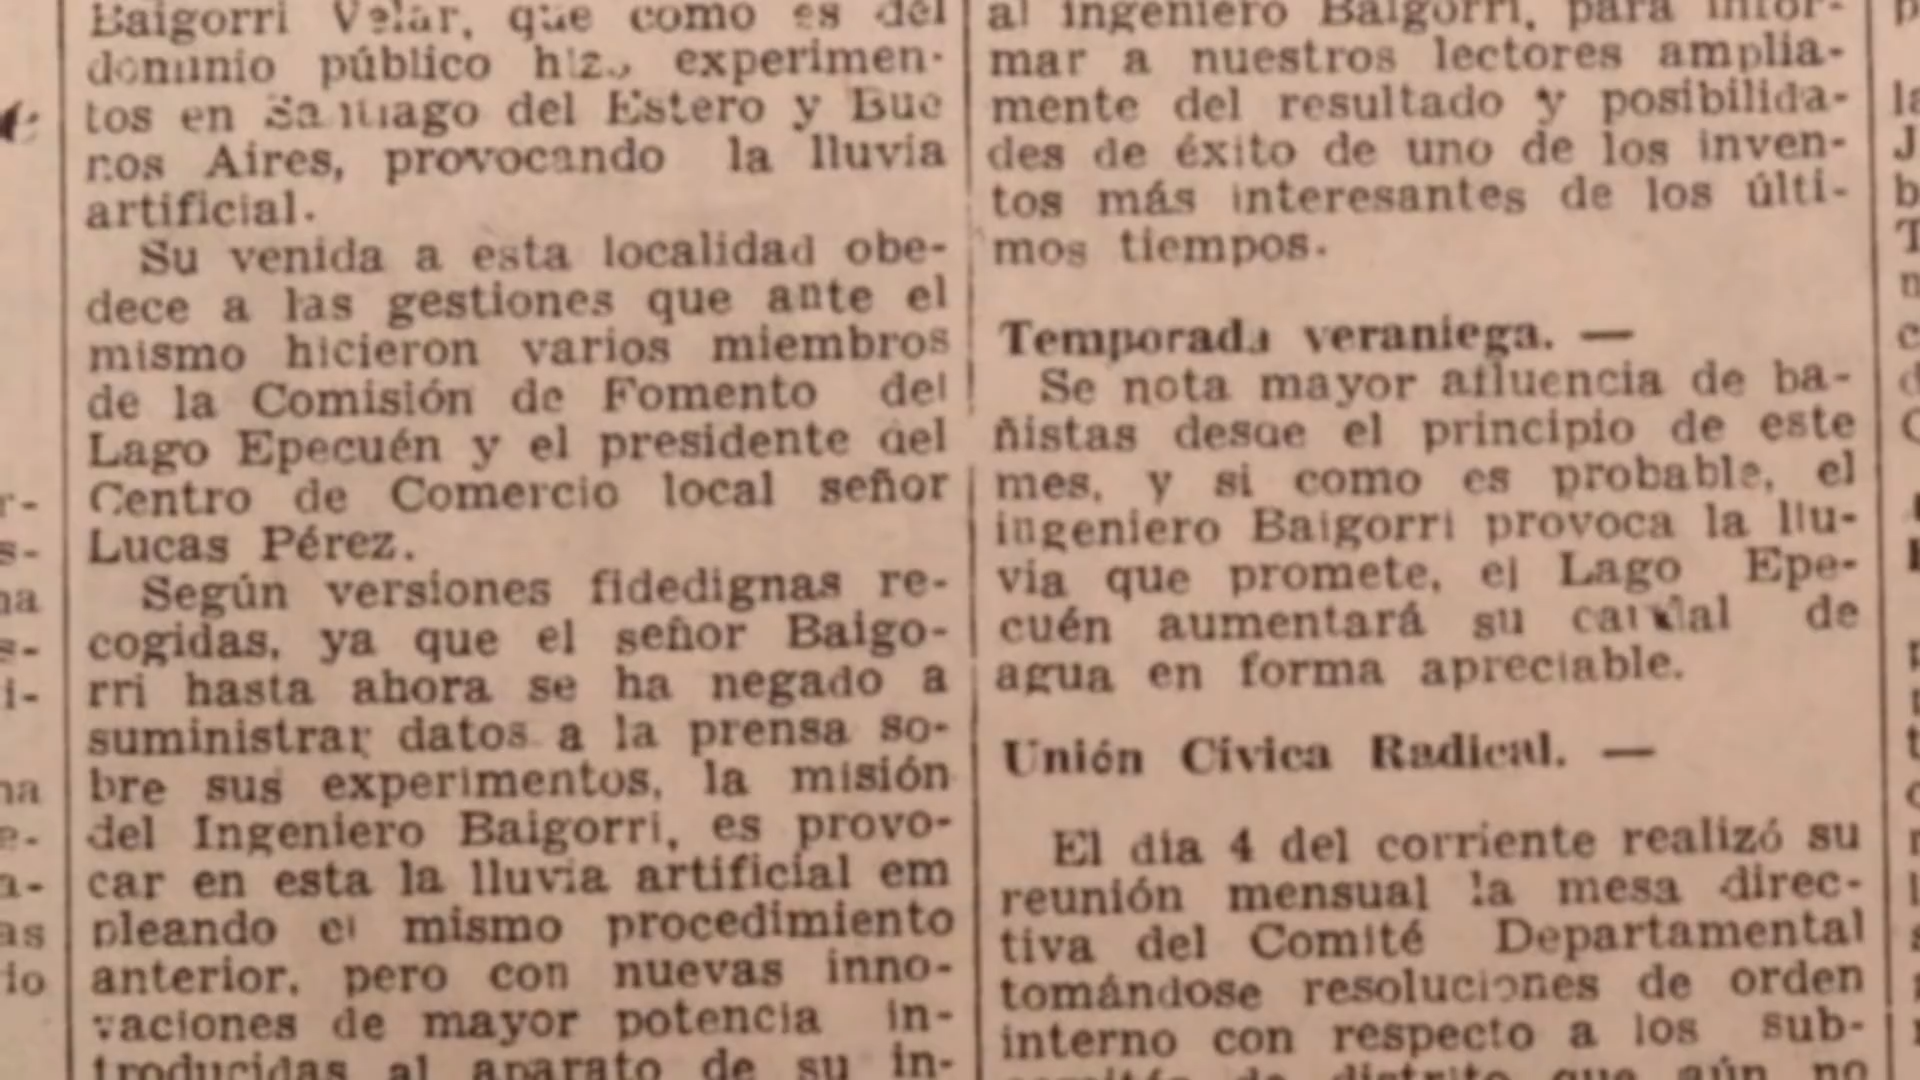 Baigorri Velar, que como es del
dominio público hizo experimen-
tos en Santiago del Estero y Bue
nos Aires, provocando la lluvia
artificial.
Su venida a esta localidad obe-
dece a las gestiones que ante el
mismo hicieron varios miembros
de la Comisión de Fomento del
Lago Epecuén y el presidente del
Centro de Comercio local señor
Lucas Pérez.
Según versiones fidedignas re-
cogidas, ya que el señor Baigo-
rri hasta ahora se ha negado a
suministrar datos a la prensa so-
bre sus experimentos, la misión
del Ingeniero Baigorri, es provo-
car en esta la lluvia artificial em
pleando el mismo procedimiento
anterior, pero con nuevas inno-
vaciones de mayor potencia in-
troducidas al aparato de su in-
al ingeniero Baigorri, para infor-
mar a nuestros lectores amplia-
mente del resultado y posibilida-
des de éxito de uno de los inven-
tos más interesantes de los últi-
mos tiempos.
Temporada veraniega. —
Se nota mayor afluencia de ba-
ñistas desde el principio de este
mes, y si como es probable, el
ingeniero Baigorri provoca la llu-
via que promete, el Lago Epe-
cuén aumentará su caudal de
agua en forma apreciable.
Unión Cívica Radical. —
El dia 4 del corriente realizó su
reunión mensual la mesa direc-
tiva del Comité Departamental
tomándose resoluciones de orden
interno con respecto a los sub-
comités de distrito que aún no